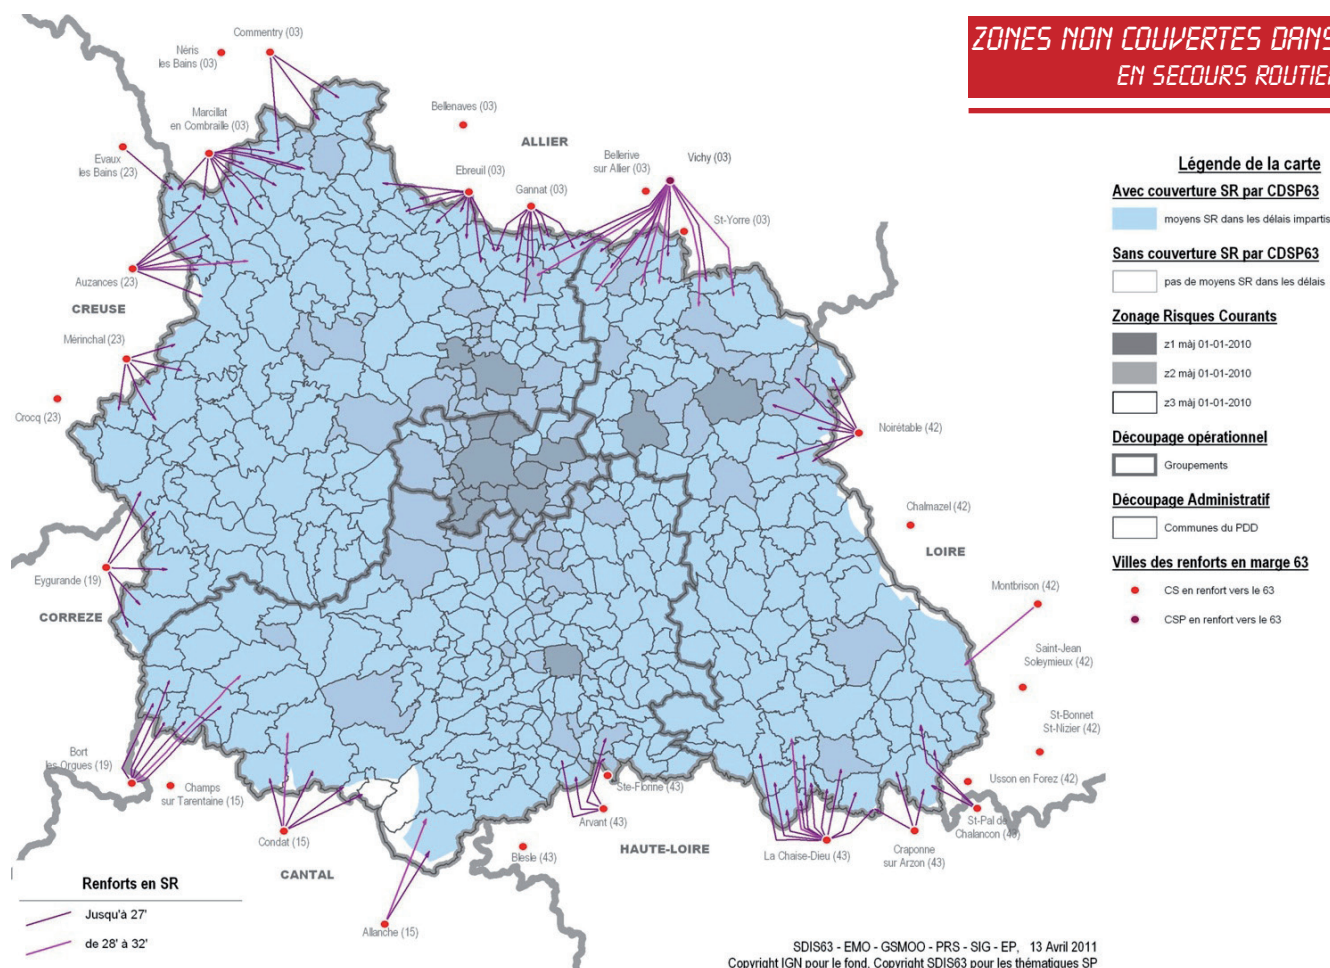 ZONES NON COUVERTES DANS
EN SECOURS ROUTIER
Commentry (03)
Néris
les Bains (03)
Marcillat
en Combraille (03)
Bellenaves (03)
ALLIER
Evaux
les Bains (23)
Ebreuil (03)
Gannat (03)
Bellerive
sur Allier (03)
Vichy (03)
St-Yorre (03)
Auzances (23)
CREUSE
Mérinchal (23)
Crocq (23)
Noirétable (42)
Chalmazel (42)
LOIRE
Eygurande (19)
CORREZE
Montbrison (42)
Saint-Jean
Soleymieux (42)
St-Bonnet
St-Nizier (42)
Bort
les Orgues (19)
Champs
sur Tarentaine (15)
Usson en Forez (42)
Ste-Florine (43)
Arvant (43)
St-Pal de
Chalancon (43)
Condat (15)
Blesle (43)
HAUTE-LOIRE
La Chaise-Dieu (43)
Craponne
sur Arzon (43)
CANTAL
Allanche (15)
Légende de la carte
Avec couverture SR par CDSP63
moyens SR dans les délais impartis
Sans couverture SR par CDSP63
pas de moyens SR dans les délais
Zonage Risques Courants
z1 màj 01-01-2010
z2 màj 01-01-2010
z3 màj 01-01-2010
Découpage opérationnel
Groupements
Découpage Administratif
Communes du PDD
Villes des renforts en marge 63
CS en renfort vers le 63
CSP en renfort vers le 63
Renforts en SR
Jusqu'à 27'
de 28' à 32'
SDIS63 - EMO - GSMOO - PRS - SIG - EP, 13 Avril 2011
Copyright IGN pour le fond, Copyright SDIS63 pour les thématiques SP